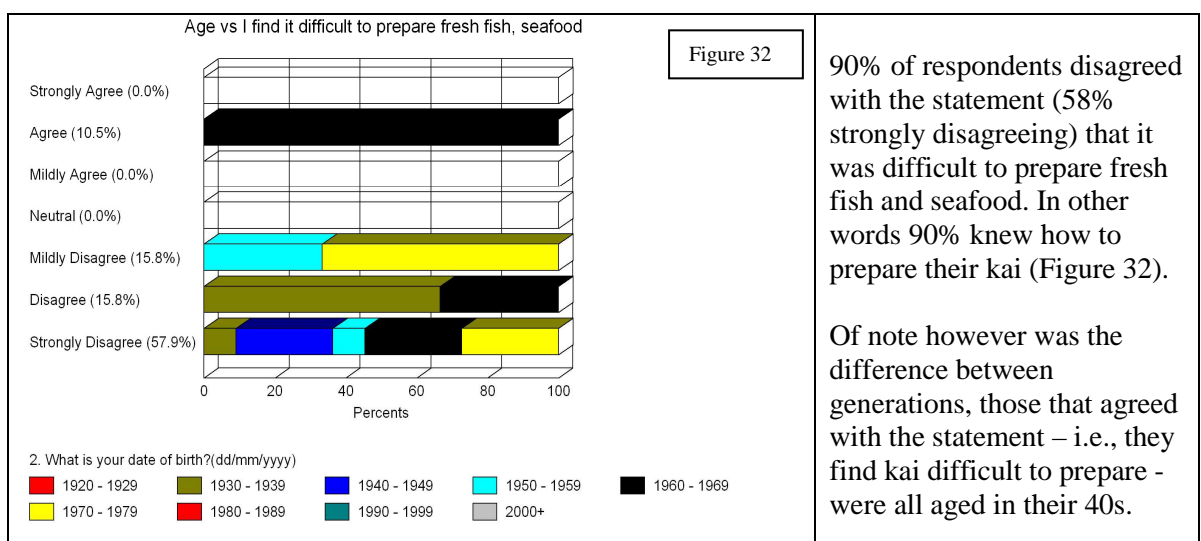 Age vs I find it difficult to prepare fresh fish, seafood
Figure 32
Strongly Agree (0.0%)
Agree (10.5%)
Mildly Agree (0.0%)
Neutral (0.0%)
Mildly Disagree (15.8%)
Disagree (15.8%)
Strongly Disagree (57.9%)
0 20 40 60 80 100
Percents
2. What is your date of birth?(dd/mm/yyyy)
1920 - 1929 1930 - 1939 1940 - 1949 1950 - 1959 1960 - 1969
1970 - 1979 1980 - 1989 1990 - 1999 2000+
90% of respondents disagreed
with the statement (58%
strongly disagreeing) that it
was difficult to prepare fresh
fish and seafood. In other
words 90% knew how to
prepare their kai (Figure 32).
Of note however was the
difference between
generations, those that agreed
with the statement – i.e., they
find kai difficult to prepare -
were all aged in their 40s.